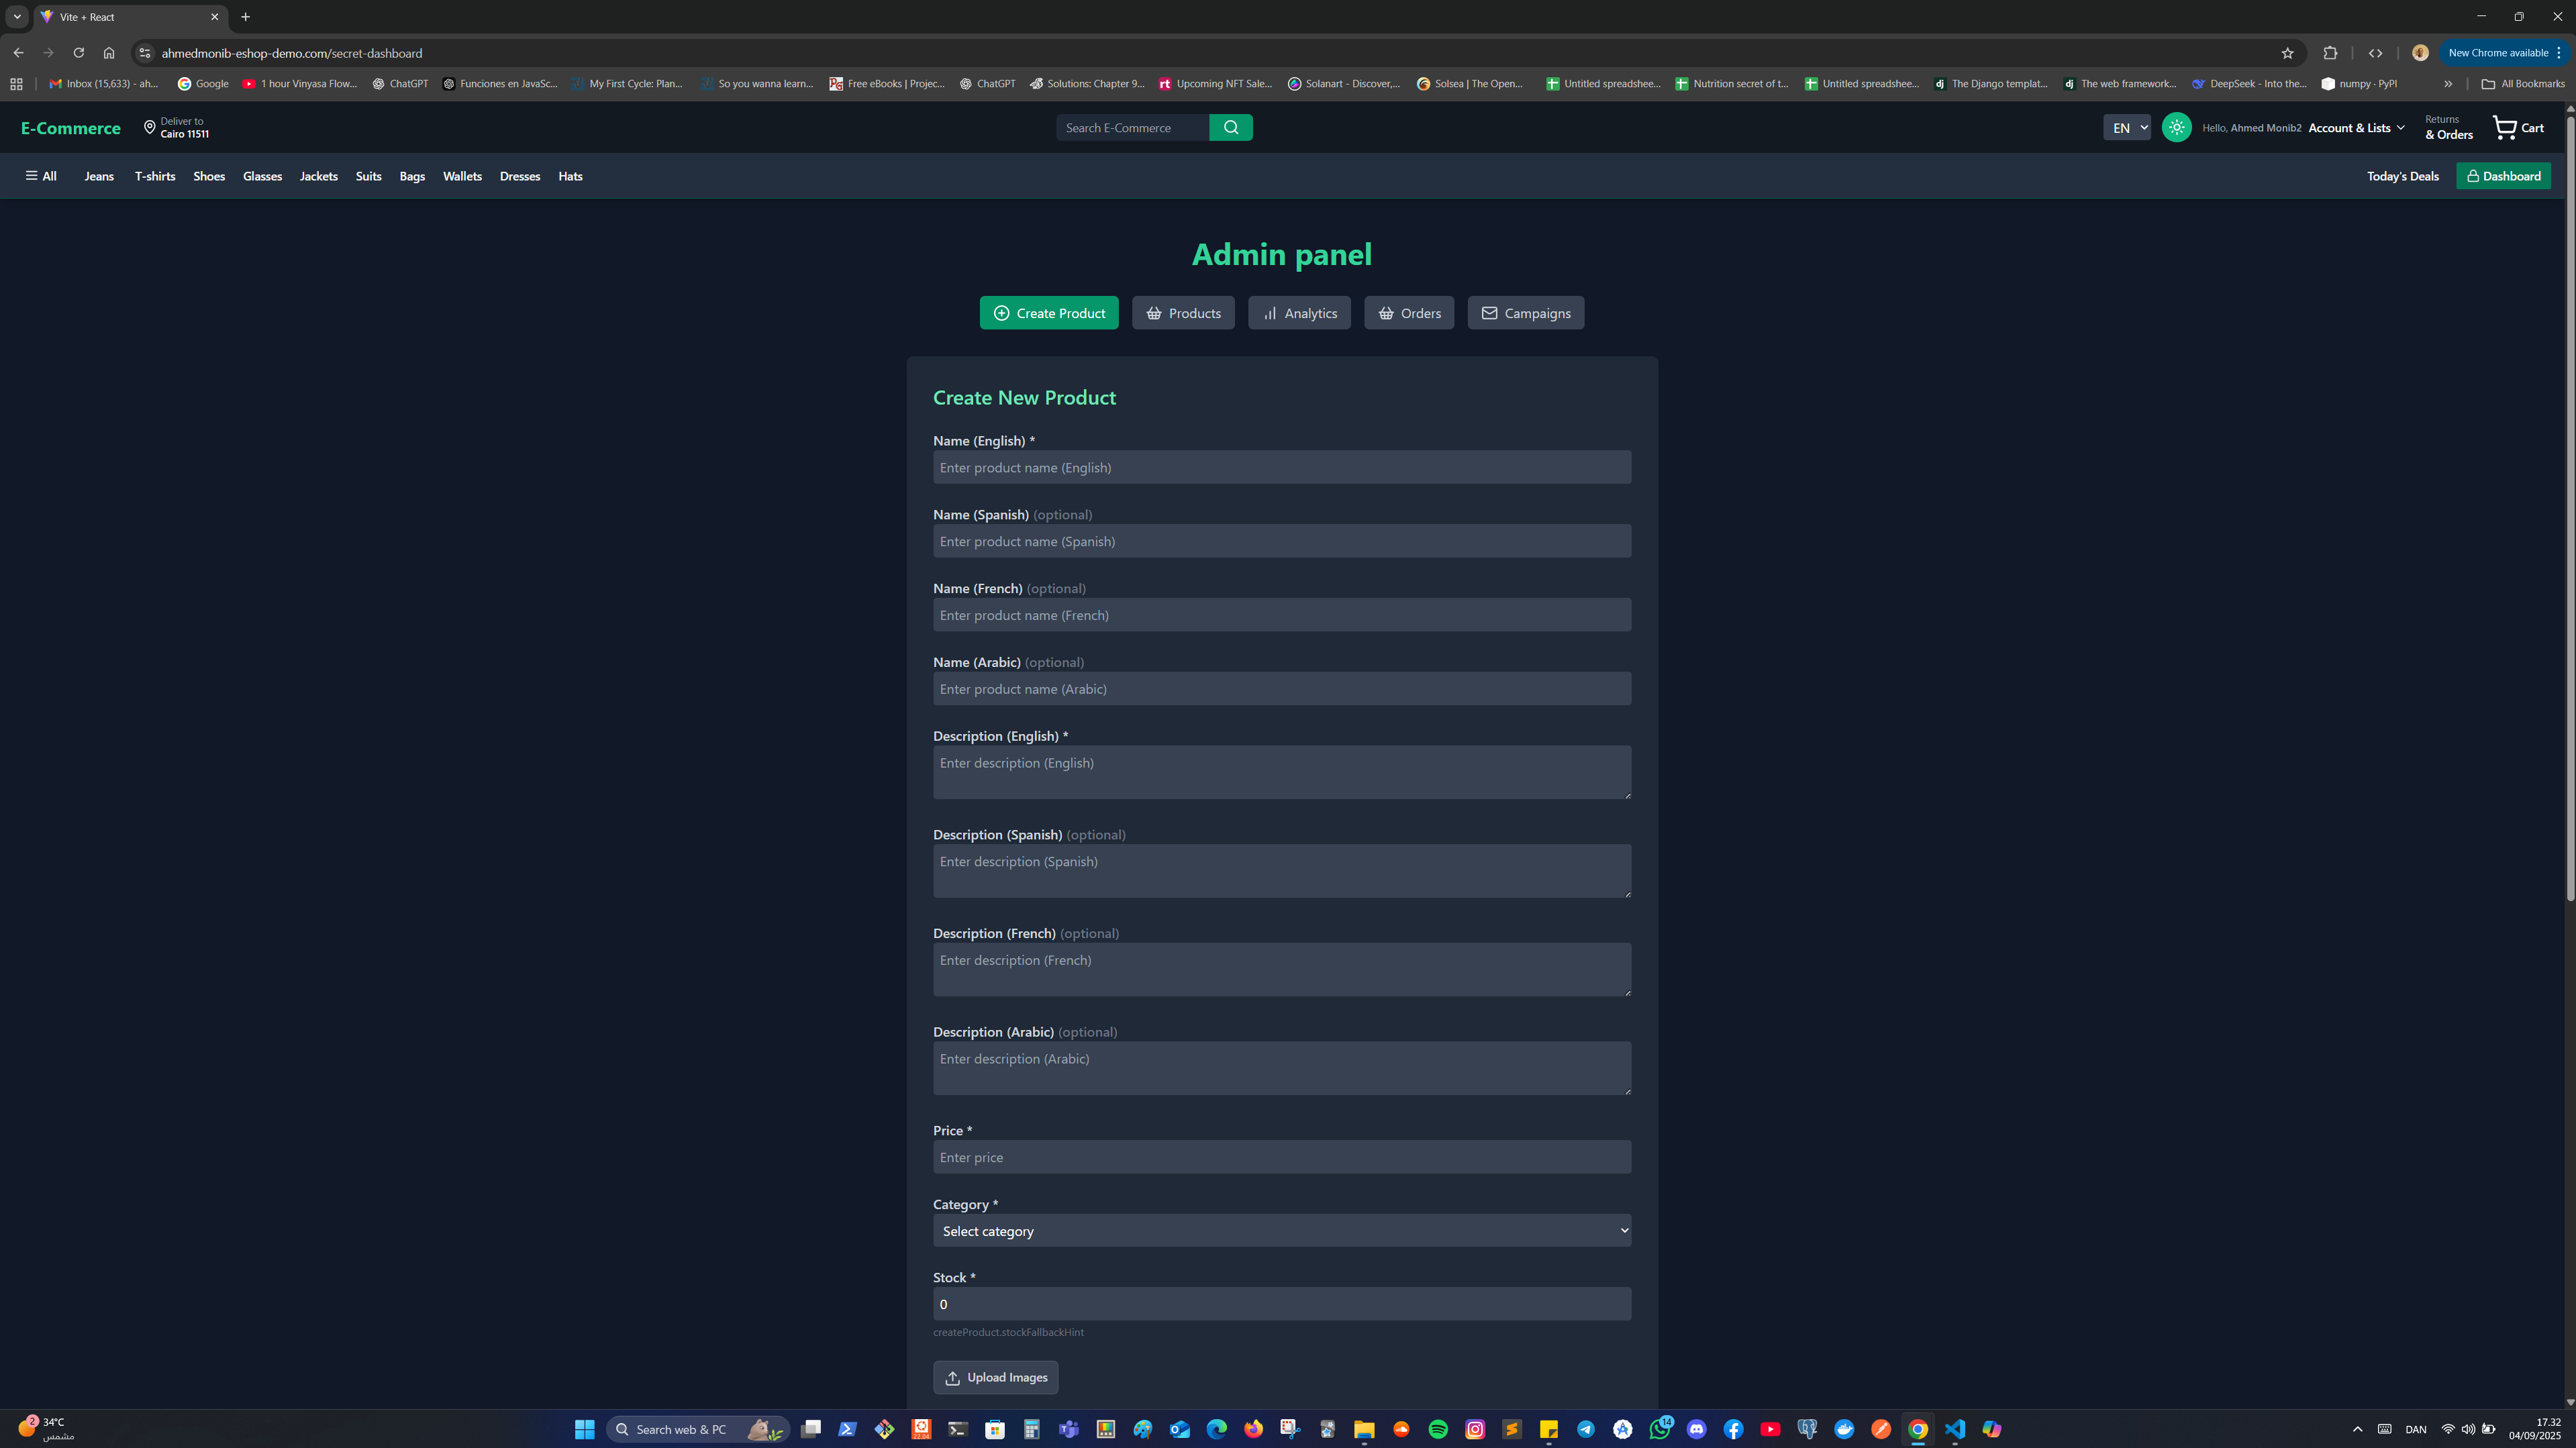 Vite + React
ahmedmonib-eshop-demo.com/secret-dashboard
New Chrome available
Inbox (15,633) - ah...
Google
1 hour Vinyasa Flow...
ChatGPT
Funciones en JavaSc...
My First Cycle: Plan...
So you wanna learn...
Free eBooks | Projec...
ChatGPT
Solutions: Chapter 9...
Upcoming NFT Sale...
Solanart - Discover,...
Solsea | The Open...
Untitled spreadshee...
Nutrition secret of t...
Untitled spreadshee...
The Django templat...
The web framework...
DeepSeek - Into the...
numpy · PyPI
All Bookmarks
E-Commerce
Deliver to
Cairo 11511
Search E-Commerce
EN
Hello, Ahmed Monib2
Account & Lists
Returns
& Orders
Cart
All
Jeans
T-shirts
Shoes
Glasses
Jackets
Suits
Bags
Wallets
Dresses
Hats
Today's Deals
Dashboard
Admin panel
Create Product
Products
Analytics
Orders
Campaigns
Create New Product
Name (English) *
Enter product name (English)
Name (Spanish) (optional)
Enter product name (Spanish)
Name (French) (optional)
Enter product name (French)
Name (Arabic) (optional)
Enter product name (Arabic)
Description (English) *
Enter description (English)
Description (Spanish) (optional)
Enter description (Spanish)
Description (French) (optional)
Enter description (French)
Description (Arabic) (optional)
Enter description (Arabic)
Price *
Enter price
Category *
Select category
Stock *
0
createProduct.stockFallbackHint
Upload Images
2
34°C
مشمس
Search web & PC
22.04
14
DAN
17.32
04/09/2025